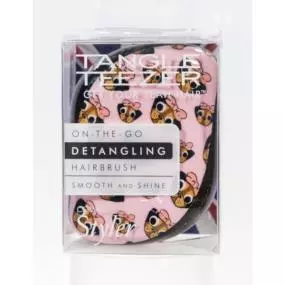 TANGLE
TEEZER
ON-THE-GO
DETANGLING
HAIRBRUSH
SMOOTH AND SHINE
Styler